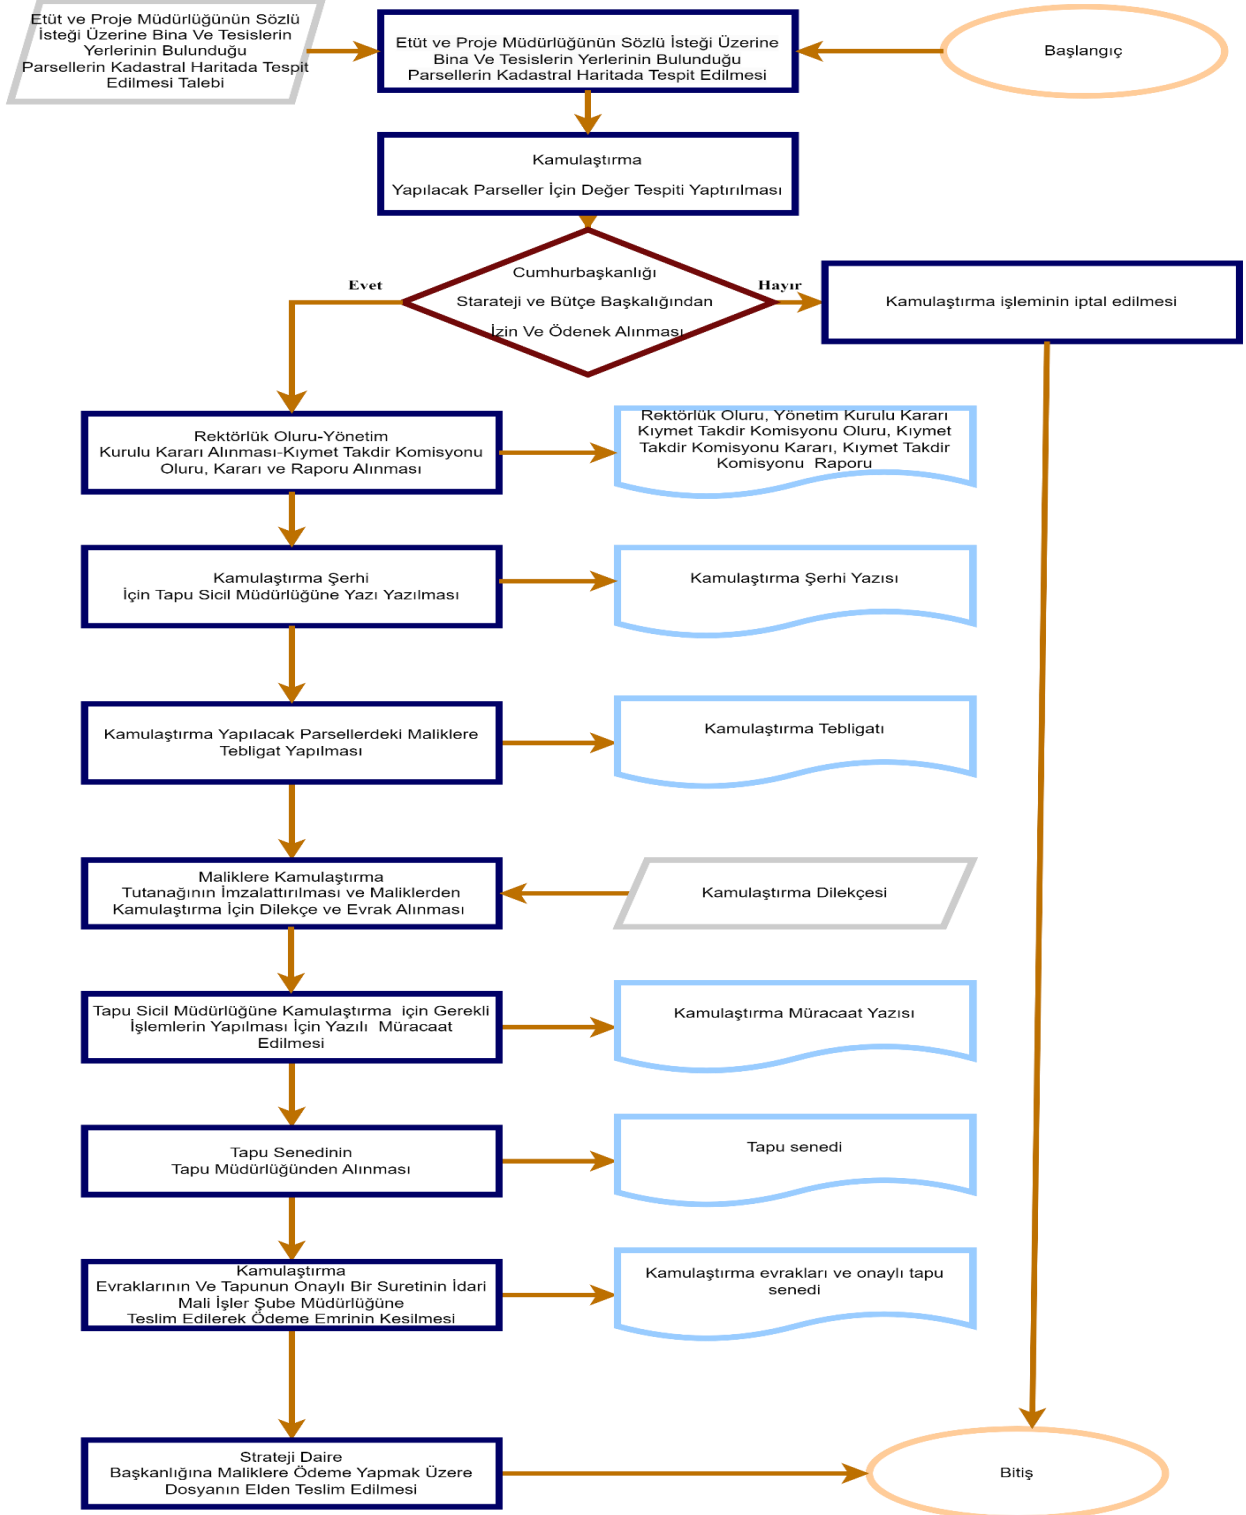 Etüt ve Proje Müdürlüğünün Sözlü
İsteği Üzerine Bina Ve Tesislerin
Yerlerinin Bulunduğu
Parsellerin Kadastral Haritada Tespit
Edilmesi Talebi
Etüt ve Proje Müdürlüğünün Sözlü İsteği Üzerine
Bina Ve Tesislerin Yerlerinin Bulunduğu
Parsellerin Kadastral Haritada Tespit Edilmesi
Başlangıç
Kamulaştırma
Yapılacak Parseller İçin Değer Tespiti Yaptırılması
Cumhurbaşkanlığı
Starateji ve Bütçe Başkalığından
İzin Ve Ödenek Alınması
Evet
Hayır
Kamulaştırma işleminin iptal edilmesi
Rektörlük Oluru-Yönetim
Kurulu Kararı Alınması-Kıymet Takdir Komisyonu
Oluru, Kararı ve Raporu Alınması
Rektörlük Oluru, Yönetim Kurulu Kararı
Kıymet Takdir Komisyonu Oluru, Kıymet
Takdir Komisyonu Kararı, Kıymet Takdir
Komisyonu Raporu
Kamulaştırma Şerhi
İçin Tapu Sicil Müdürlüğüne Yazı Yazılması
Kamulaştırma Şerhi Yazısı
Kamulaştırma Yapılacak Parsellerdeki Maliklere
Tebligat Yapılması
Kamulaştırma Tebligatı
Maliklere Kamulaştırma
Tutanağının İmzalattırılması ve Maliklerden
Kamulaştırma İçin Dilekçe ve Evrak Alınması
Kamulaştırma Dilekçesi
Tapu Sicil Müdürlüğüne Kamulaştırma için Gerekli
İşlemlerin Yapılması İçin Yazılı Müracaat
Edilmesi
Kamulaştırma Müracaat Yazısı
Tapu Senedinin
Tapu Müdürlüğünden Alınması
Tapu senedi
Kamulaştırma
Evraklarının Ve Tapunun Onaylı Bir Suretinin İdari
Mali İşler Şube Müdürlüğüne
Teslim Edilerek Ödeme Emrinin Kesilmesi
Kamulaştırma evrakları ve onaylı tapu
senedi
Strateji Daire
Başkanlığına Maliklere Ödeme Yapmak Üzere
Dosyanın Elden Teslim Edilmesi
Bitiş